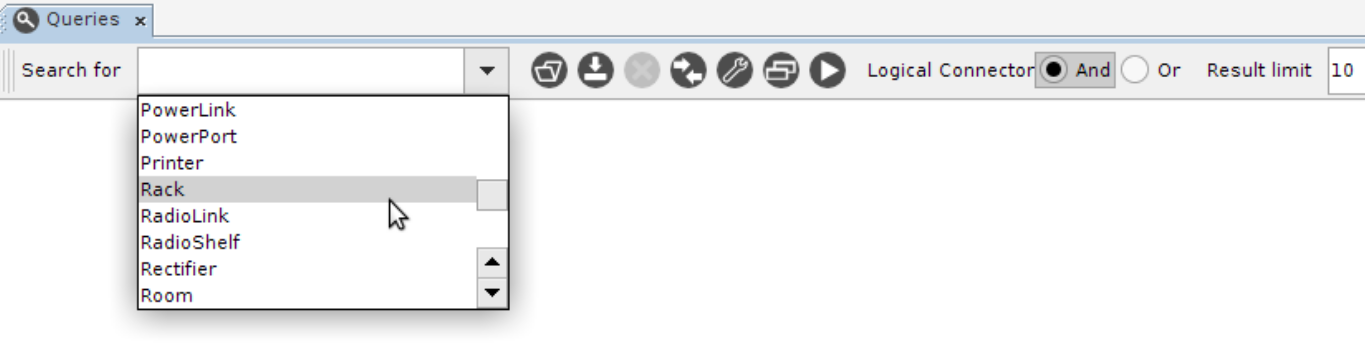 Queries x
Search for
Logical Connector And Or Result limit 10
PowerLink
PowerPort
Printer
Rack
RadioLink
RadioShelf
Rectifier
Room